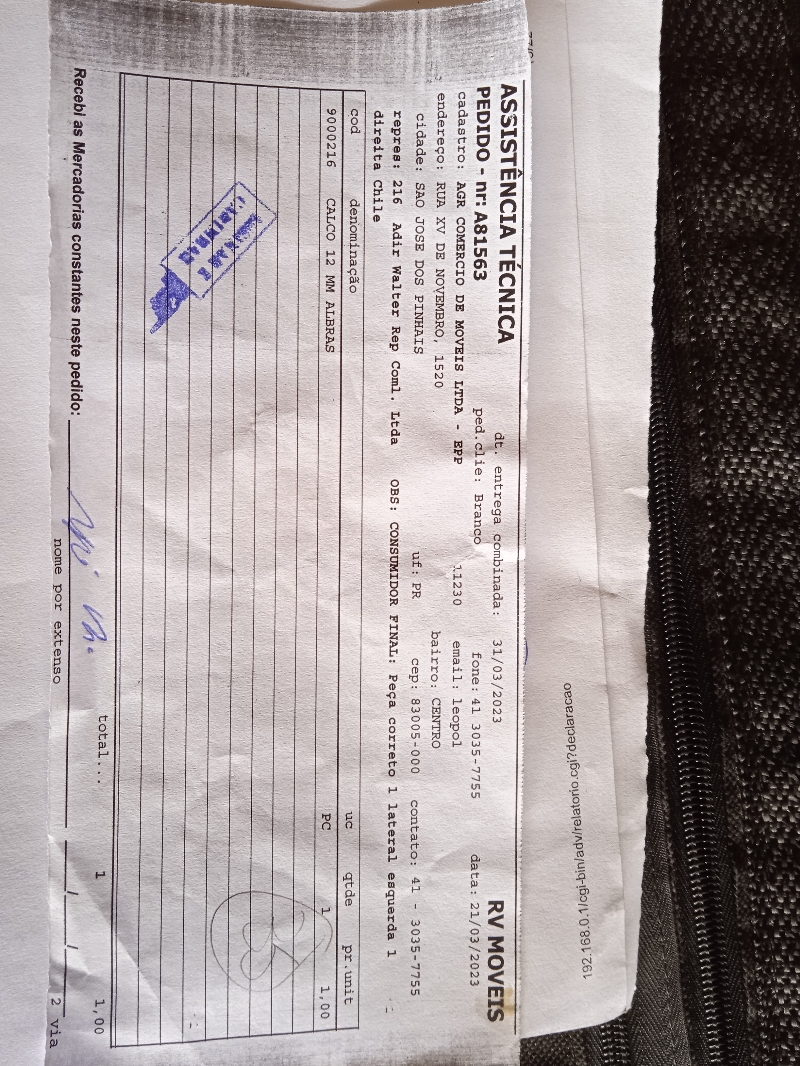 192.168.0.1/cgi-bin/adv/relatorio.cgi?declaracao
ASSISTÊNCIA TÉCNICA RV MOVEIS
PEDIDO - nr: A81563 dt. entrega combinada: 31/03/2023
ped.clie: Branco fone: 41 3035-7755 data: 21/03/2023
cadastro: AGR COMERCIO DE MOVEIS LTDA - EPP 11230 email: leopol
endereço: RUA XV DE NOVEMBRO, 1520 bairro: CENTRO
cidade: SAO JOSE DOS PINHAIS uf: PR cep: 83005-000 contato: 41 - 3035-7755
repres: 216 Adir Walter Rep Coml. Ltda OBS: CONSUMIDOR FINAL: Peça correto 1 lateral esquerda 1
direita Chile
cod denominação uc qtde pr.unit
9000216 CALCO 12 MM ALBRAS PC 1 1,00
total... 1 1,00
Recebi as Mercadorias constantes neste pedido: / /
nome por extenso 2 via